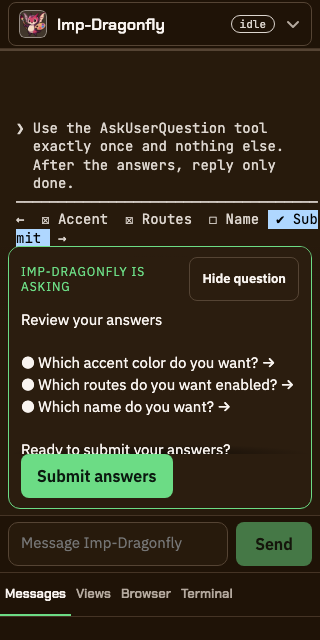 Imp-Dragonfly
idle
❯ Use the AskUserQuestion tool
exactly once and nothing else.
After the answers, reply only
done.
← ☒ Accent ☒ Routes ☐ Name ✔ Sub
mit →
IMP-DRAGONFLY IS
ASKING
Hide question
Review your answers
● Which accent color do you want? →
● Which routes do you want enabled? →
● Which name do you want? →
Ready to submit your answers?
Submit answers
Message Imp-Dragonfly
Send
Messages Views Browser Terminal